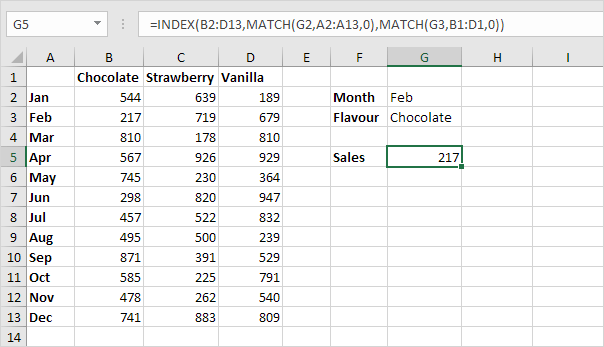 G5 =INDEX(B2:D13,MATCH(G2,A2:A13,0),MATCH(G3,B1:D1,0))
A B C D E F G H I
1 Chocolate Strawberry Vanilla
2 Jan 544 639 189 Month Feb
3 Feb 217 719 679 Flavour Chocolate
4 Mar 810 178 810
5 Apr 567 926 929 Sales 217
6 May 745 230 364
7 Jun 298 820 947
8 Jul 457 522 832
9 Aug 495 500 239
10 Sep 871 391 529
11 Oct 585 225 791
12 Nov 478 262 540
13 Dec 741 883 809
14